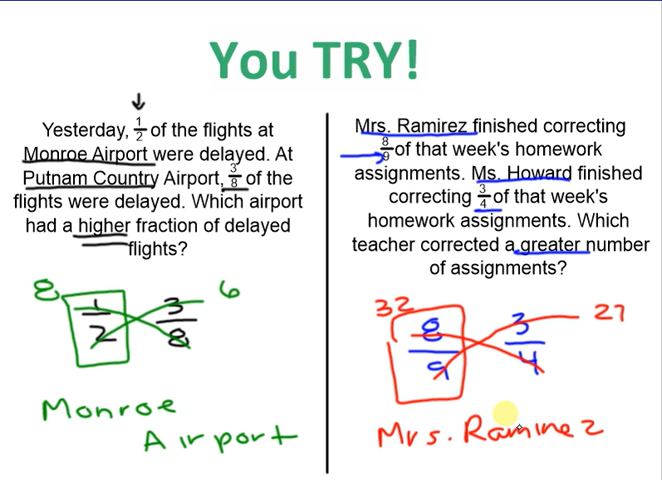 You TRY!
Yesterday, 1/2 of the flights at
Monroe Airport were delayed. At
Putnam Country Airport, 3/8 of the
flights were delayed. Which airport
had a higher fraction of delayed
flights?
8 1/2 3/8 6
Monroe
Airport
Mrs. Ramirez finished correcting
8/9 of that week's homework
assignments. Ms. Howard finished
correcting 3/4 of that week's
homework assignments. Which
teacher corrected a greater number
of assignments?
32 8/9 3/4 27
Mrs. Ramirez